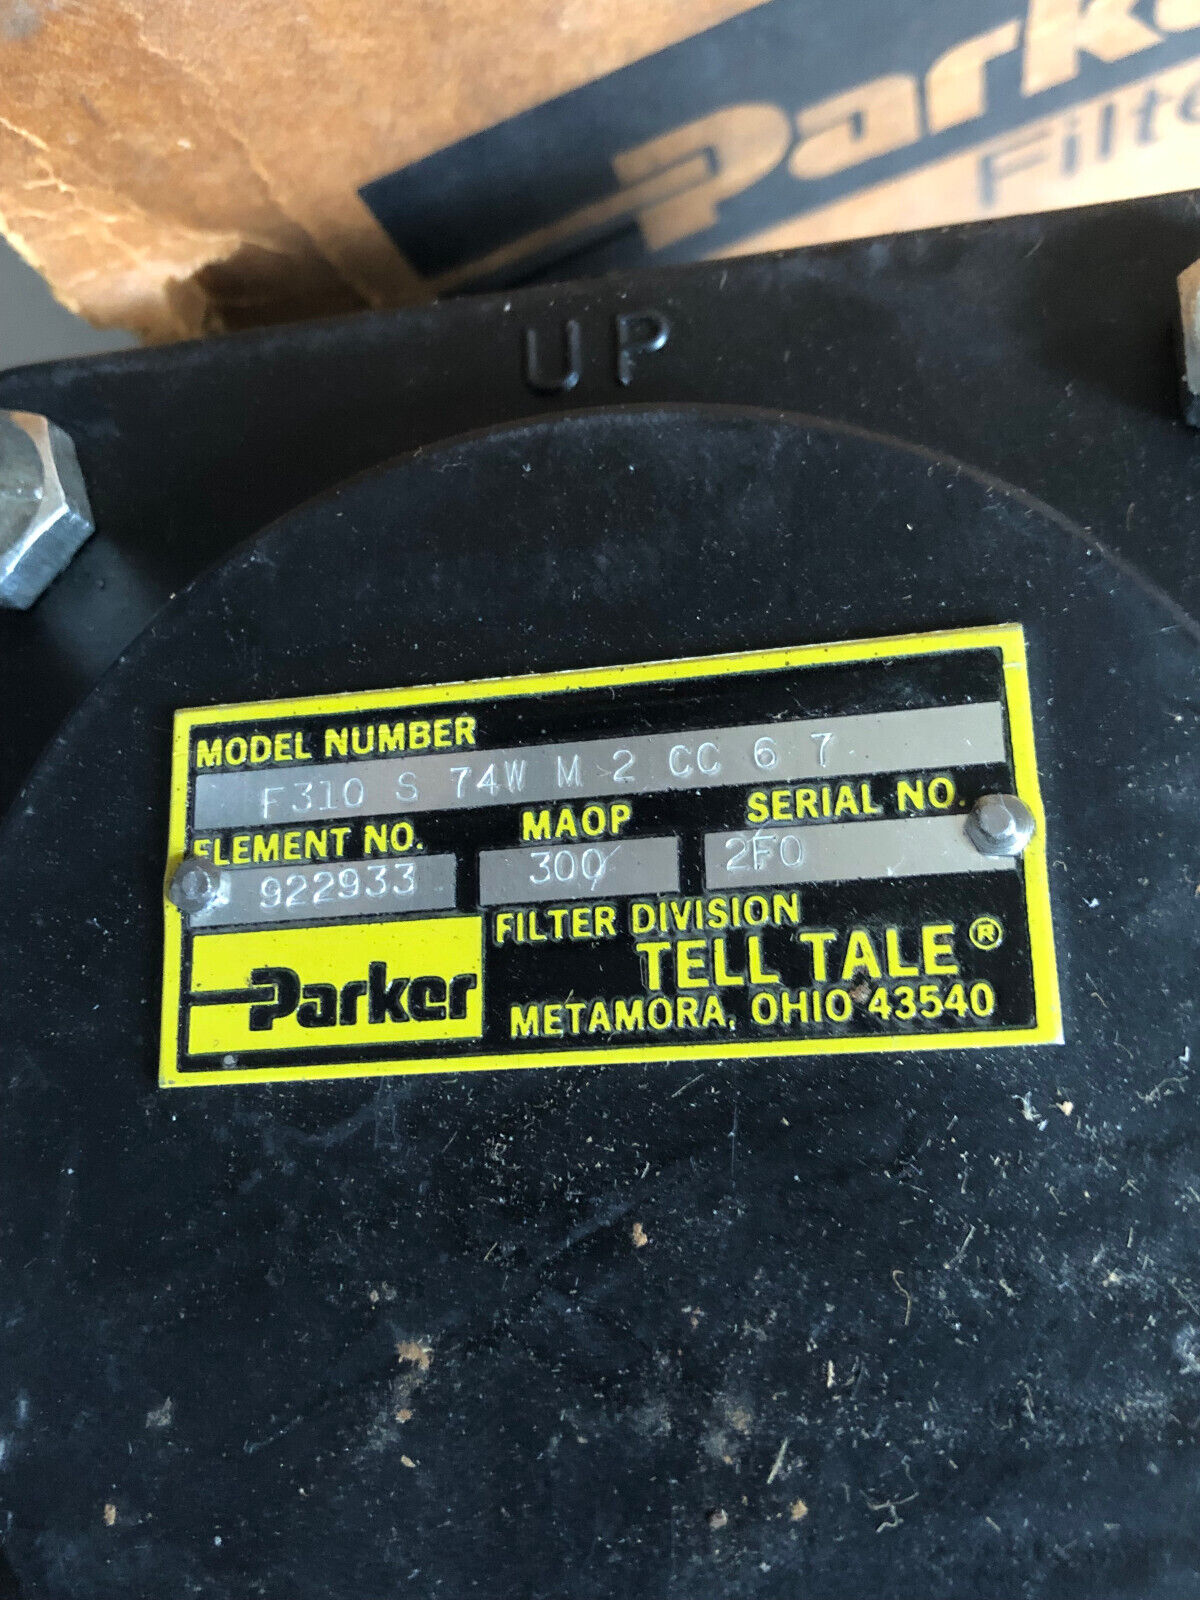 Parke
Filte
UP
MODEL NUMBER
F310 S 74W M 2 CC 6 7
ELEMENT NO. MAOP SERIAL NO.
922933 300 2F0
Parker
FILTER DIVISION
TELL TALE®
METAMORA, OHIO 43540